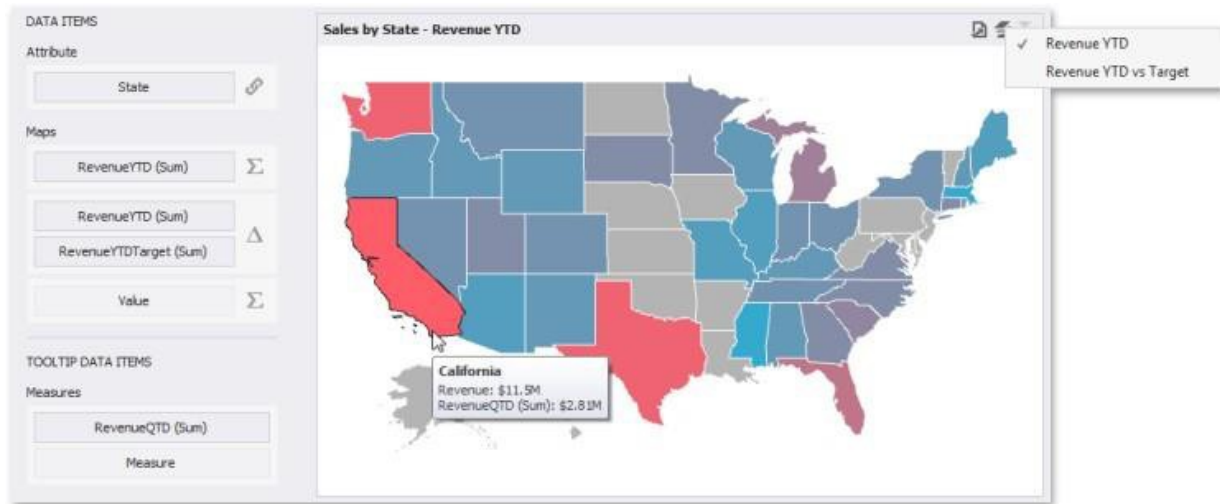 DATA ITEMS
Attribute
State
Maps
RevenueYTD (Sum)
Σ
RevenueYTD (Sum)
Δ
RevenueYTDTarget (Sum)
Value
Σ
TOOLTIP DATA ITEMS
Measures
RevenueQTD (Sum)
Measure
Sales by State - Revenue YTD
✓ Revenue YTD
Revenue YTD vs Target
California
Revenue: $11.5M
RevenueQTD (Sum): $2.81M